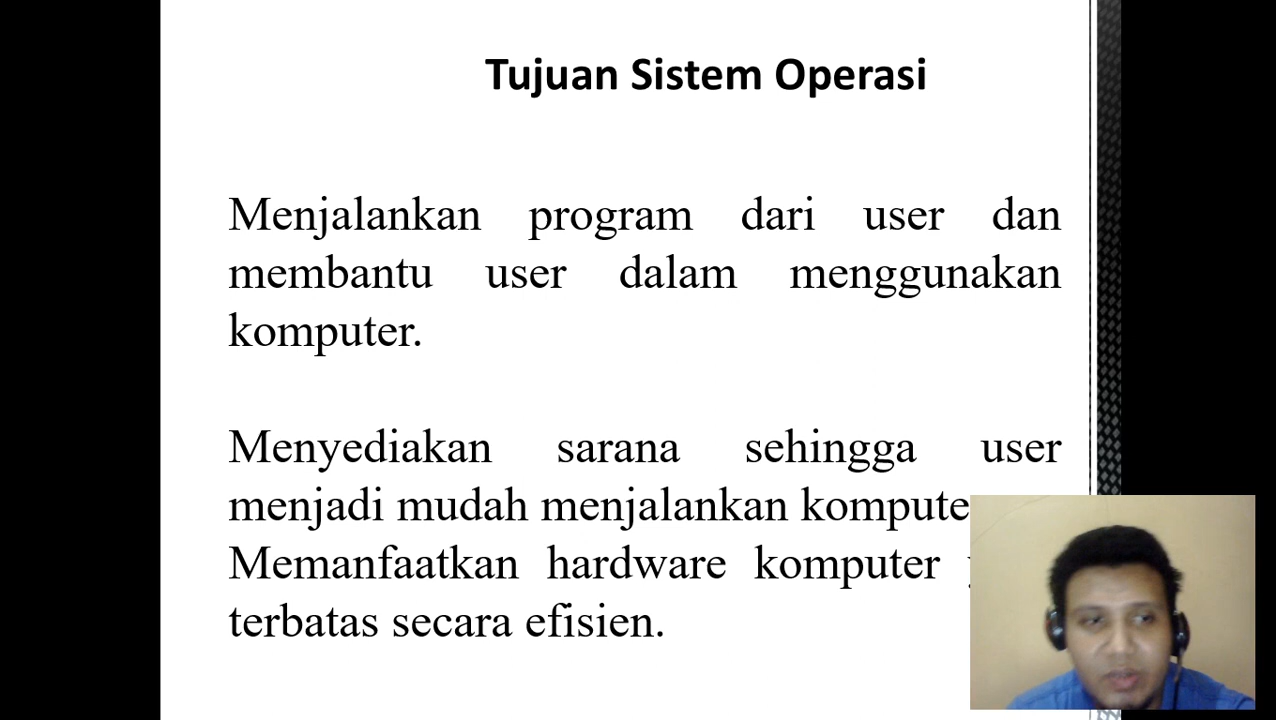 Tujuan Sistem Operasi
Menjalankan program dari user dan
membantu user dalam menggunakan
komputer.
Menyediakan sarana sehingga user
menjadi mudah menjalankan
Memanfaatkan hardware komputer
terbatas secara efisien.